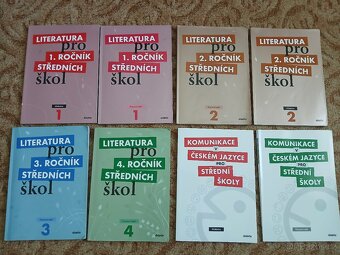 LITERATURA
pro
1. ROČNÍK
STŘEDNÍCH
škol
1
LITERATURA
pro
1. ROČNÍK
STŘEDNÍCH
škol
1
LITERATURA
pro
2. ROČNÍK
STŘEDNÍCH
škol
2
LITERATURA
pro
2. ROČNÍK
STŘEDNÍCH
škol
2
LITERATURA
pro
3. ROČNÍK
STŘEDNÍCH
škol
3
LITERATURA
pro
4. ROČNÍK
STŘEDNÍCH
škol
4
KOMUNIKACE
V
ČESKÉM JAZYCE
PRO
STŘEDNÍ
ŠKOLY
KOMUNIKACE
V
ČESKÉM JAZYCE
PRO
STŘEDNÍ
ŠKOLY